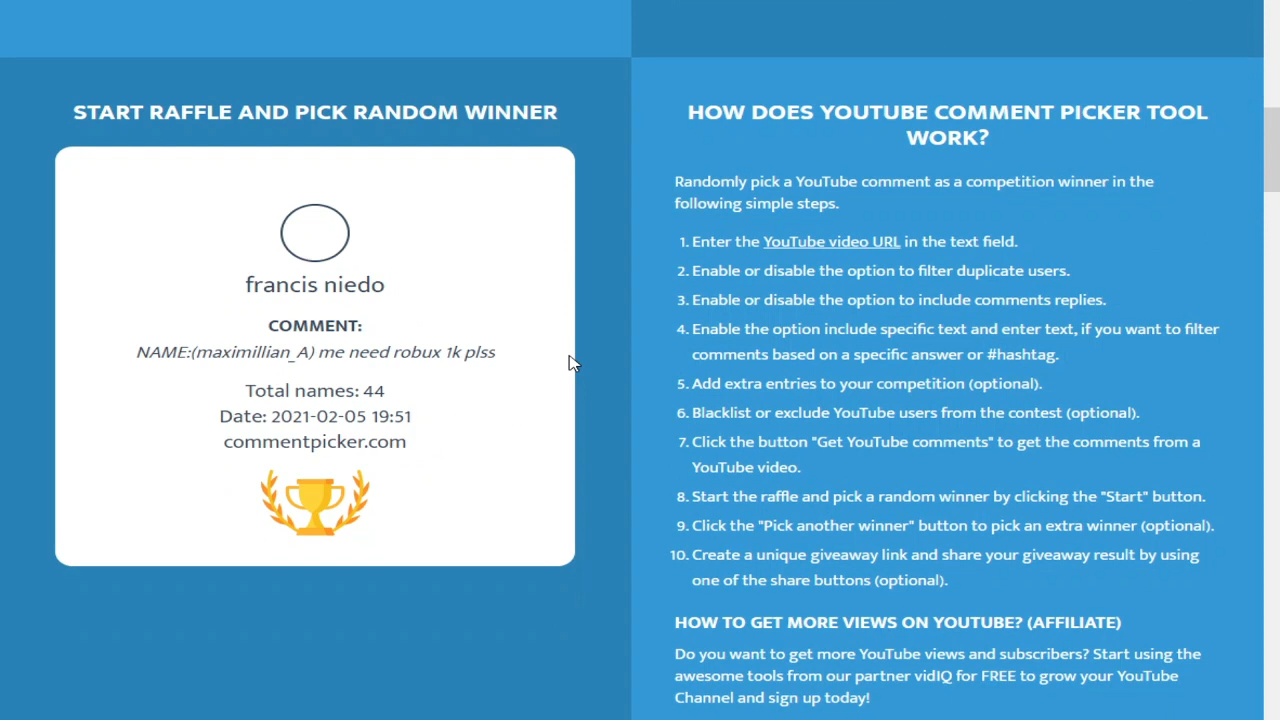 START RAFFLE AND PICK RANDOM WINNER
francis niedo
COMMENT:
NAME:(maximillian_A) me need robux 1k plss
Total names: 44
Date: 2021-02-05 19:51
commentpicker.com
HOW DOES YOUTUBE COMMENT PICKER TOOL
WORK?
Randomly pick a YouTube comment as a competition winner in the
following simple steps.
1. Enter the YouTube video URL in the text field.
2. Enable or disable the option to filter duplicate users.
3. Enable or disable the option to include comments replies.
4. Enable the option include specific text and enter text, if you want to filter
comments based on a specific answer or #hashtag.
5. Add extra entries to your competition (optional).
6. Blacklist or exclude YouTube users from the contest (optional).
7. Click the button "Get YouTube comments" to get the comments from a
YouTube video.
8. Start the raffle and pick a random winner by clicking the "Start" button.
9. Click the "Pick another winner" button to pick an extra winner (optional).
10. Create a unique giveaway link and share your giveaway result by using
one of the share buttons (optional).
HOW TO GET MORE VIEWS ON YOUTUBE? (AFFILIATE)
Do you want to get more YouTube views and subscribers? Start using the
awesome tools from our partner vidIQ for FREE to grow your YouTube
Channel and sign up today!